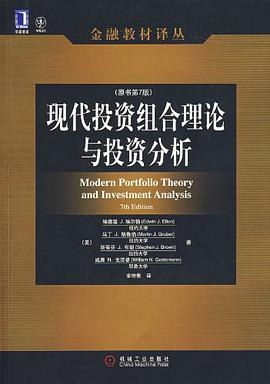 金融教材译丛
(原书第7版)
现代投资组合理论
与投资分析
Modern Portfolio Theory
and Investment Analysis
7th Edition
埃德温 J. 埃尔顿 (Edwin J. Elton)
纽约大学
马丁 J. 格鲁伯 (Martin J. Gruber)
纽约大学
(美)
斯蒂芬 J. 布朗 (Stephen J. Brown)
著
纽约大学
威廉 N. 戈茨曼 (William N. Goetzmann)
耶鲁大学
余维彬 译
机械工业出版社